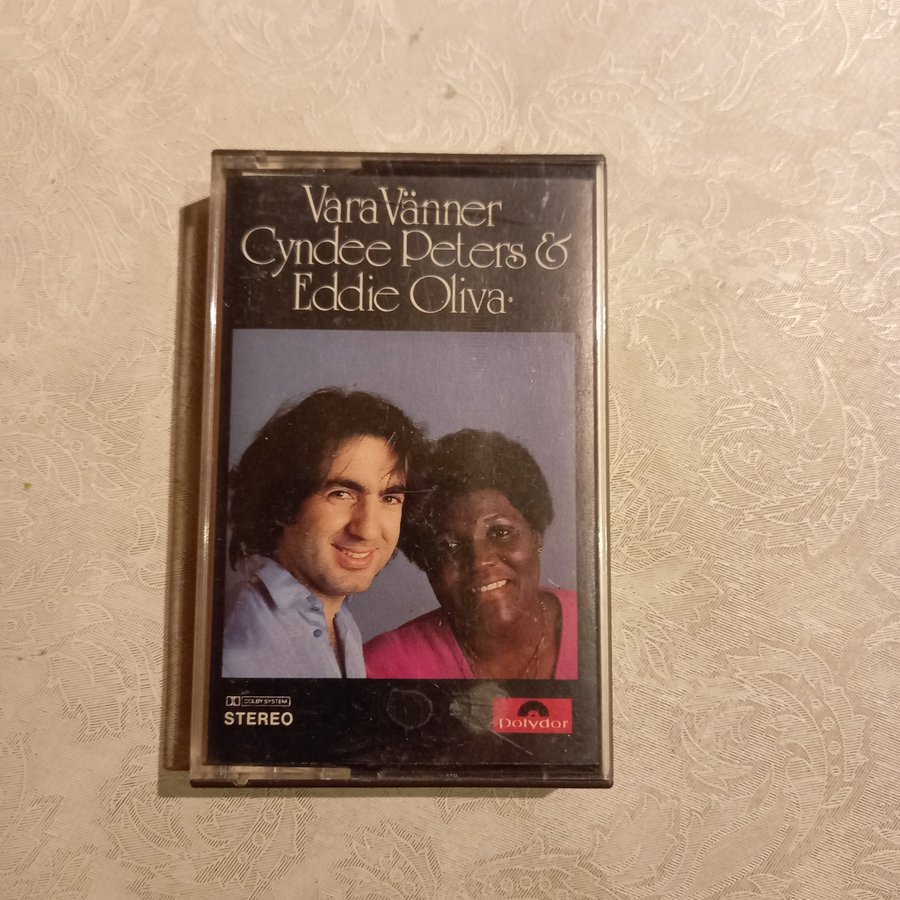 Vara Vänner
Cyndee Peters &
Eddie Oliva
DOLBY SYSTEM
STEREO
Polydor